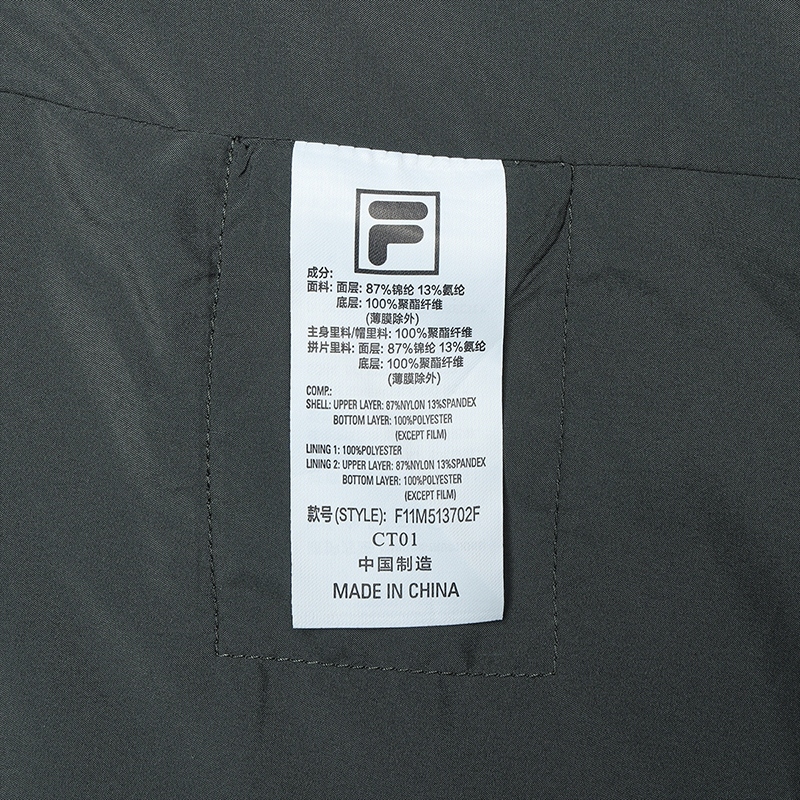 F
成分:
面料: 面层: 87%锦纶 13%氨纶
底层: 100%聚酯纤维
(薄膜除外)
主身里料/帽里料: 100%聚酯纤维
拼片里料: 面层: 87%锦纶 13%氨纶
底层: 100%聚酯纤维
(薄膜除外)
COMP.:
SHELL: UPPER LAYER: 87%NYLON 13%SPANDEX
BOTTOM LAYER: 100%POLYESTER
(EXCEPT FILM)
LINING 1: 100%POLYESTER
LINING 2: UPPER LAYER: 87%NYLON 13%SPANDEX
BOTTOM LAYER: 100%POLYESTER
(EXCEPT FILM)
款号(STYLE): F11M513702F
CT01
中国制造
MADE IN CHINA